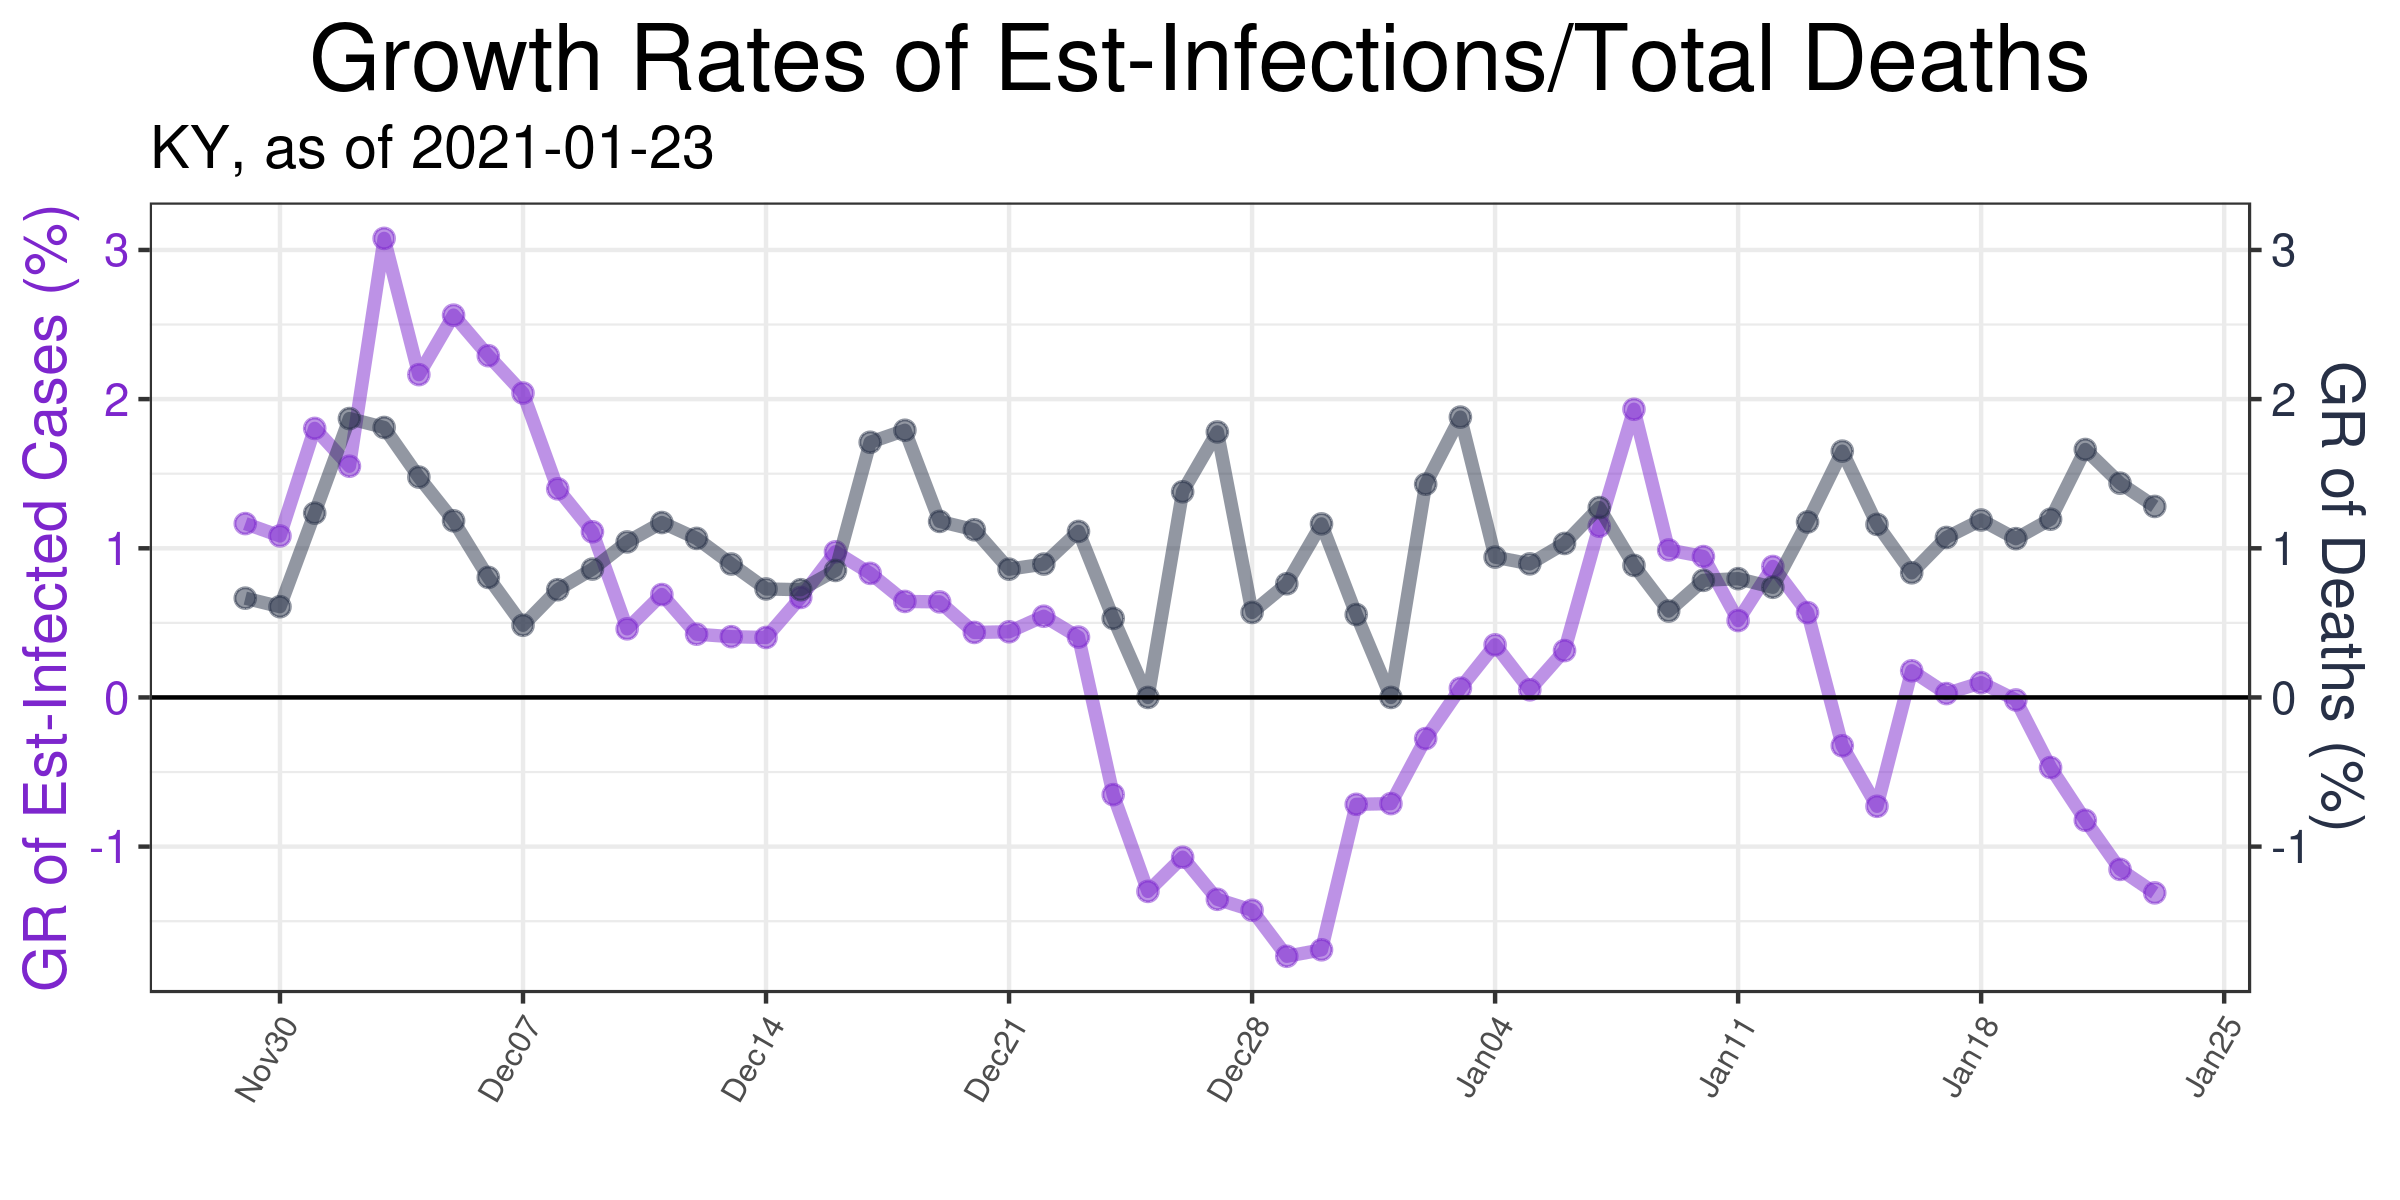 Growth Rates of Est-Infections/Total Deaths
KY, as of 2021-01-23
GR of Est-Infected Cases (%)
3
2
1
0
-1
3
2
1
0
-1
GR of Deaths (%)
Nov30
Dec07
Dec14
Dec21
Dec28
Jan04
Jan11
Jan18
Jan25